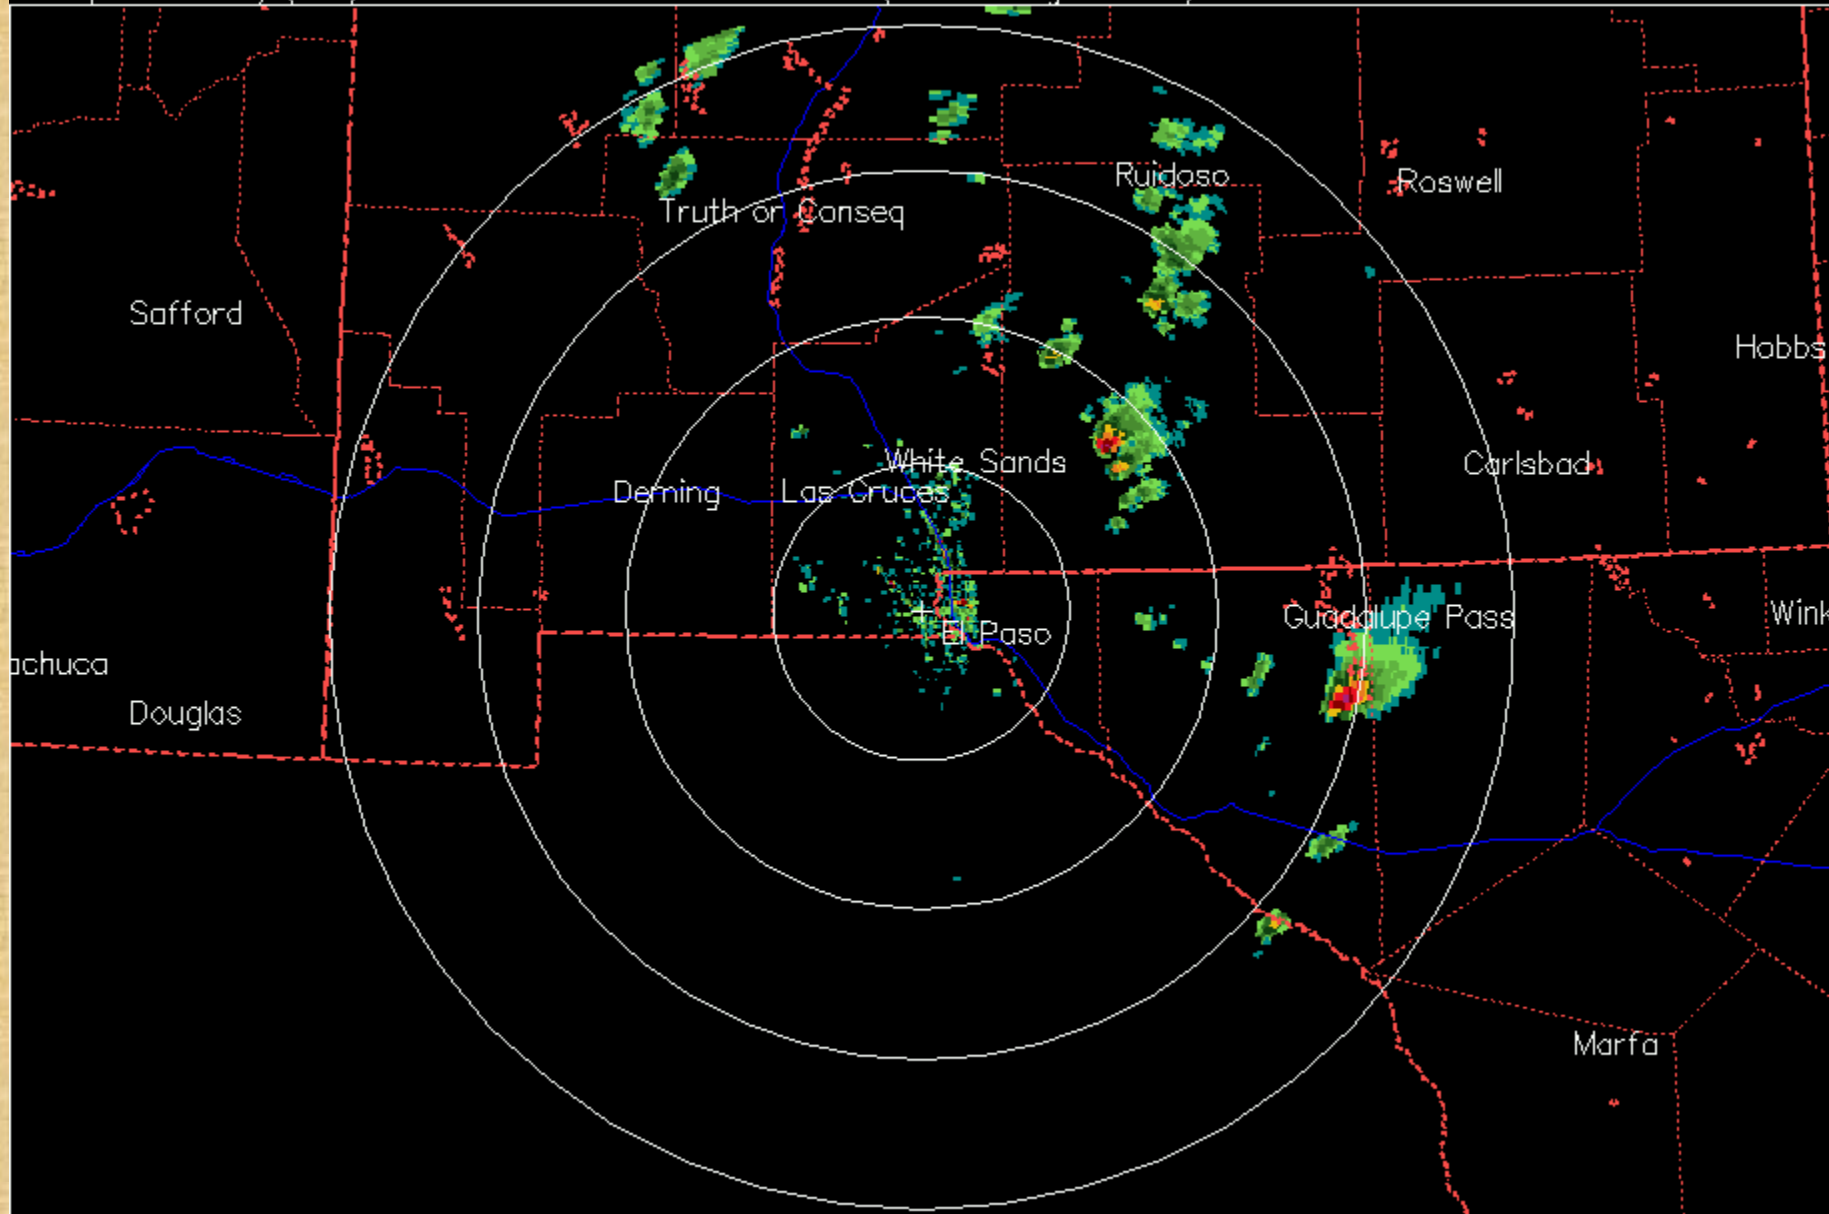 Ruidoso
Roswell
Truth or Conseq
Safford
Hobbs
White Sands
Carlsbad
Deming
Las Cruces
Guadalupe Pass
Wink
El Paso
achuca
Douglas
Marfa